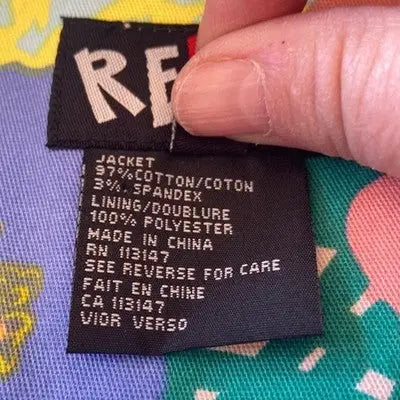 RE
JACKET
97%COTTON/COTON
3%. SPANDEX
LINING/DOUBLURE
100% POLYESTER
MADE IN CHINA
RN 113147
SEE REVERSE FOR CARE
FAIT EN CHINE
CA 113147
VIOR VERSO